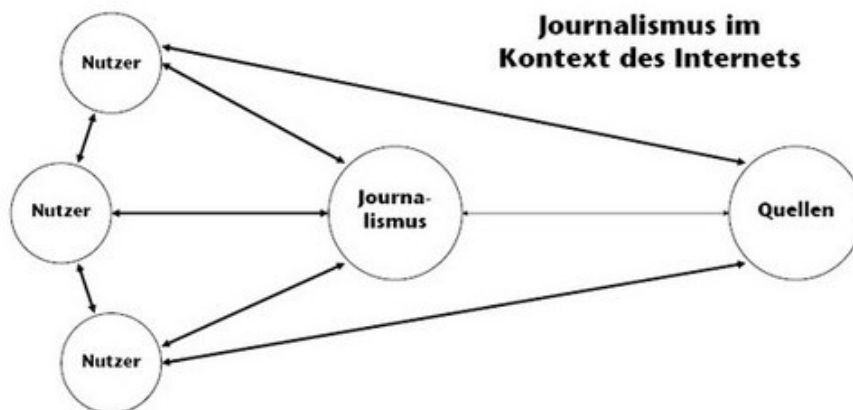 Journalismus im
Kontext des Internets
Nutzer
Nutzer
Journa-
lismus
Quellen
Nutzer